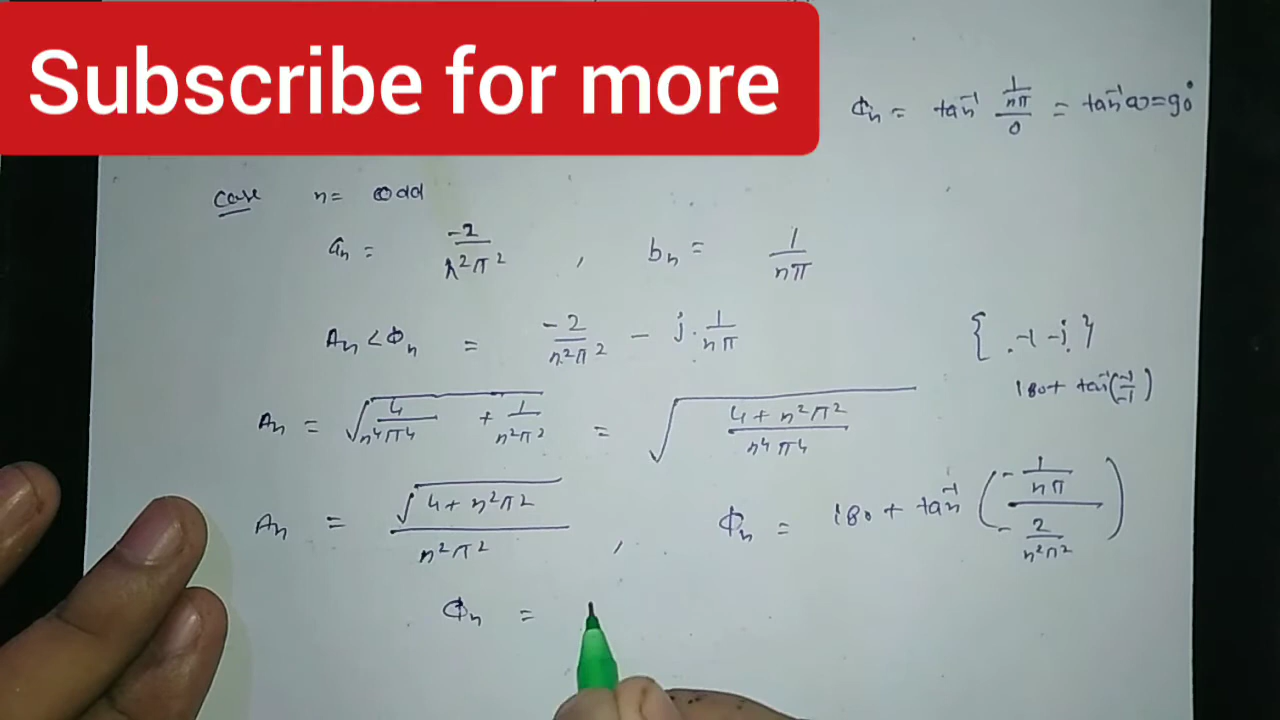 Subscribe for more
Φn = tan⁻¹ (1/nπ)/0 = tan⁻¹ ∞ = 90°
Case n = odd
an = -2/n²π² , bn = 1/nπ
An ∠Φn = -2/n²π² - j. 1/nπ { -1 -j }
180 + tan⁻¹(-1/-1)
An = √(4/n⁴π⁴ + 1/n²π²) = √((4+n²π²)/n⁴π⁴)
An = √(4+n²π²)/n²π² , Φn = 180 + tan⁻¹((-1/nπ)/(-2/n²π²))
Φn =